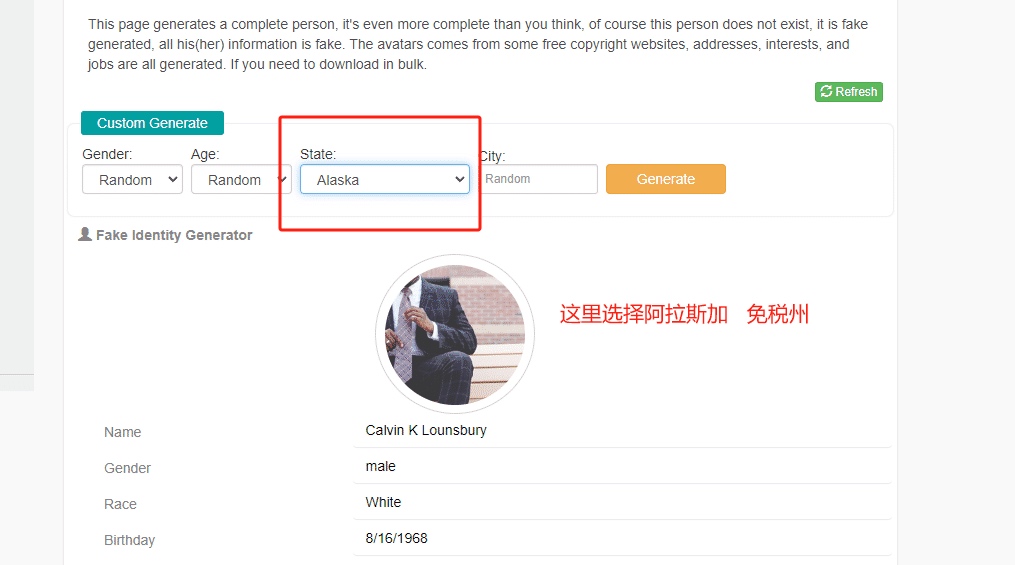 This page generates a complete person, it's even more complete than you think, of course this person does not exist, it is fake
generated, all his(her) information is fake. The avatars comes from some free copyright websites, addresses, interests, and
jobs are all generated. If you need to download in bulk.
Refresh
Custom Generate
Gender: Age: State: City:
Random Random Alaska Random Generate
Fake Identity Generator
这里选择阿拉斯加 免税州
Name Calvin K Lounsbury
Gender male
Race White
Birthday 8/16/1968